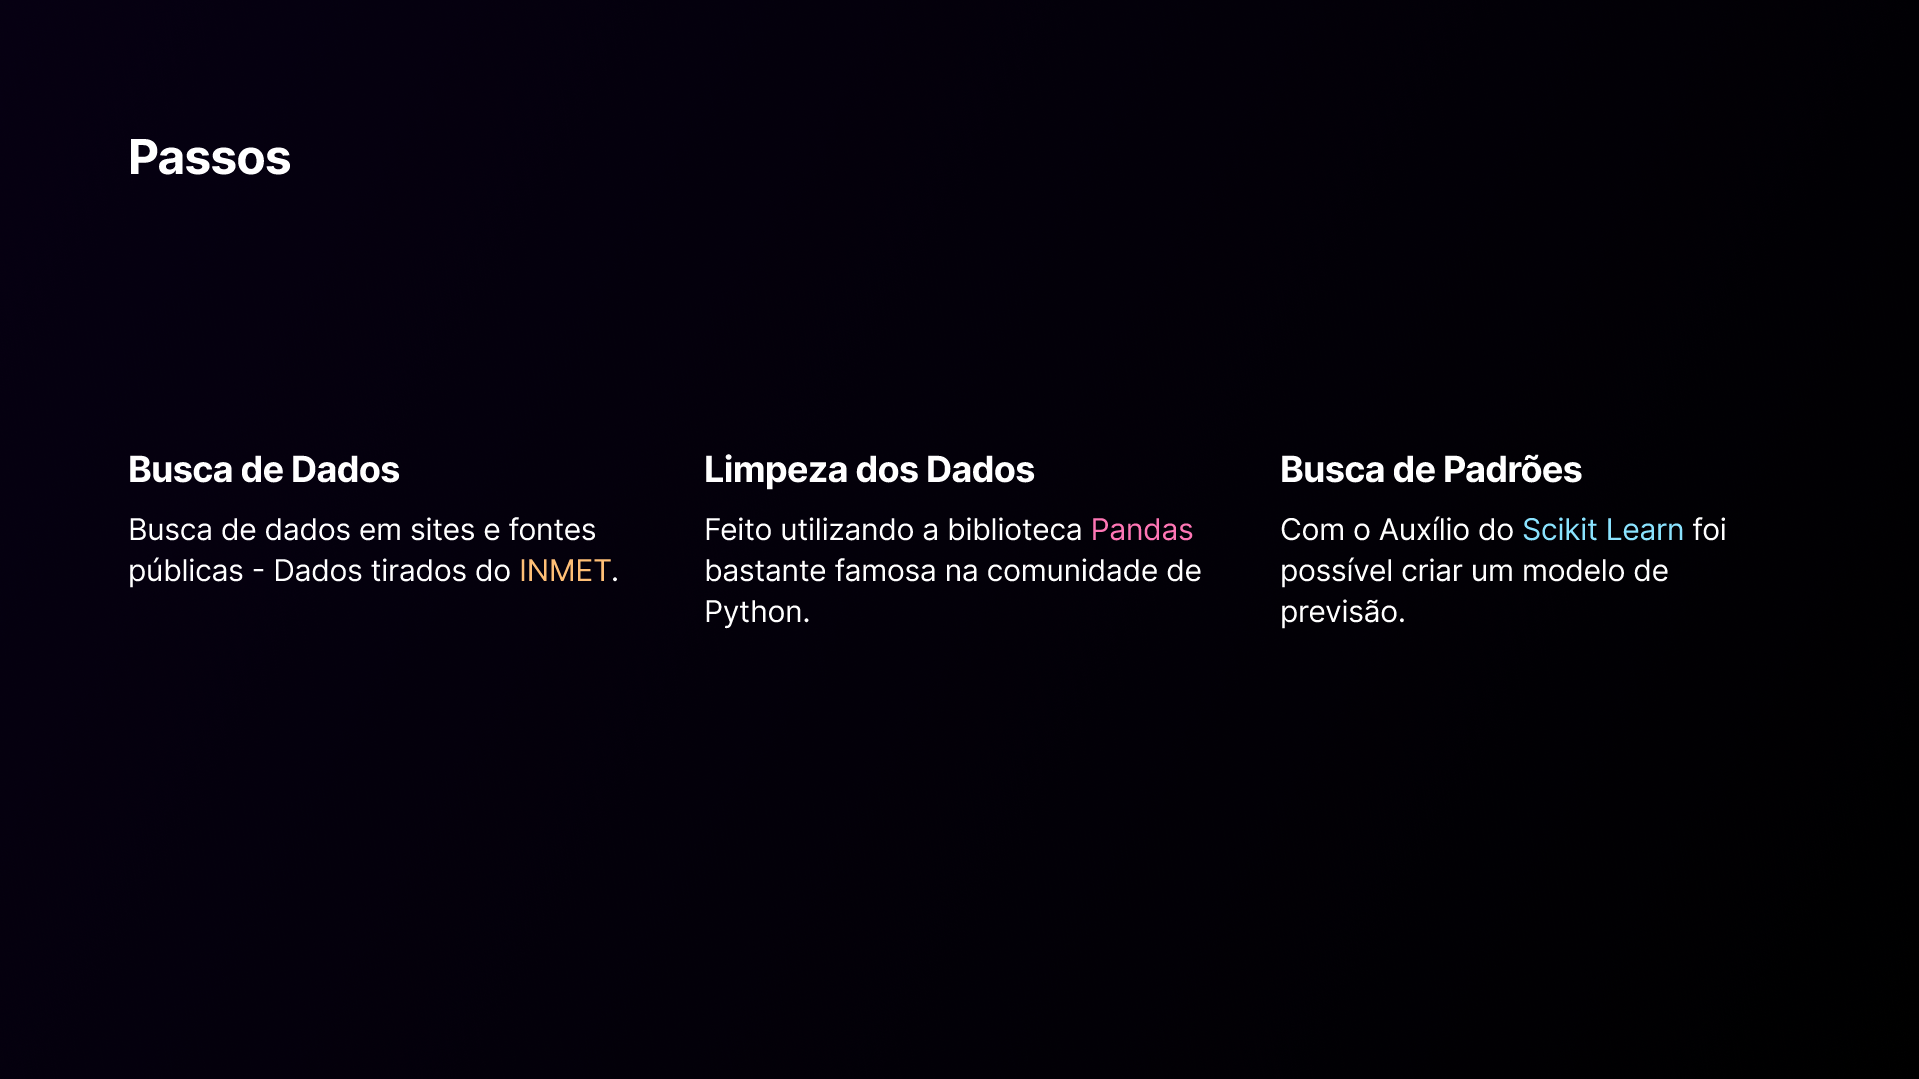 Passos
Busca de Dados
Busca de dados em sites e fontes
públicas - Dados tirados do INMET.
Limpeza dos Dados
Feito utilizando a biblioteca Pandas
bastante famosa na comunidade de
Python.
Busca de Padrões
Com o Auxílio do Scikit Learn foi
possível criar um modelo de
previsão.